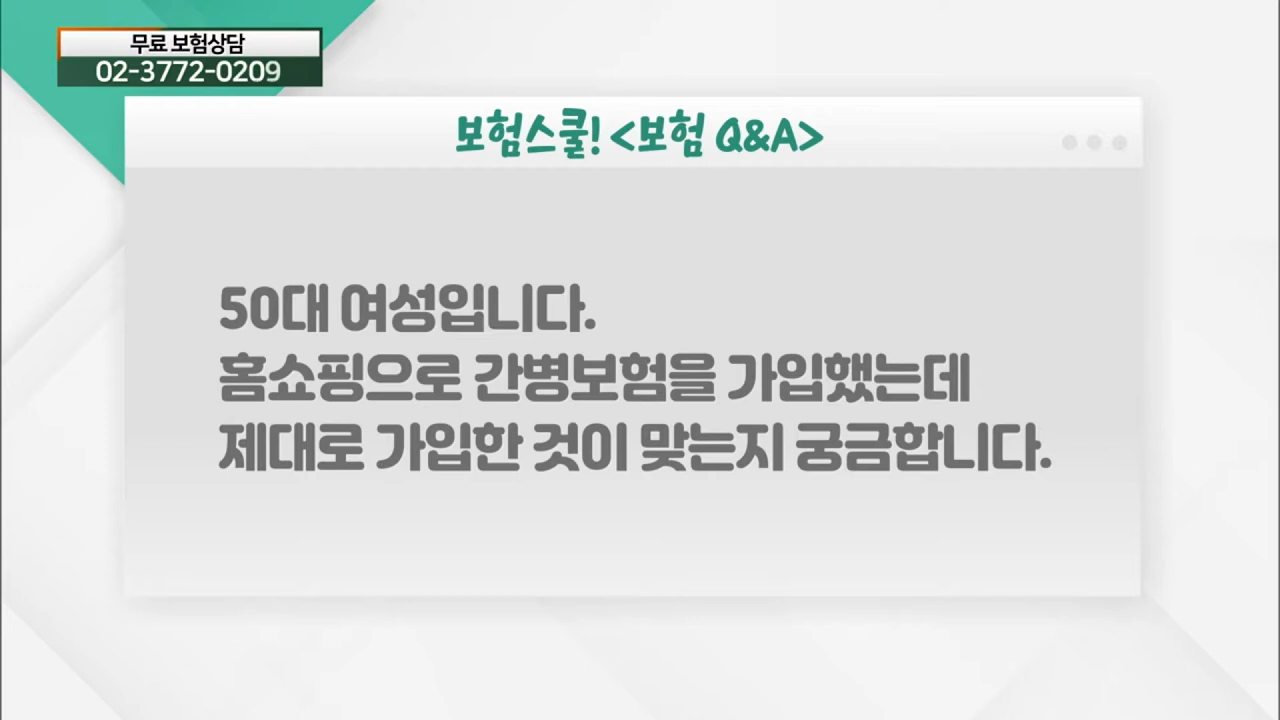 무료 보험상담
02-3772-0209
보험스쿨! <보험 Q&A>
50대 여성입니다.
홈쇼핑으로 간병보험을 가입했는데
제대로 가입한 것이 맞는지 궁금합니다.